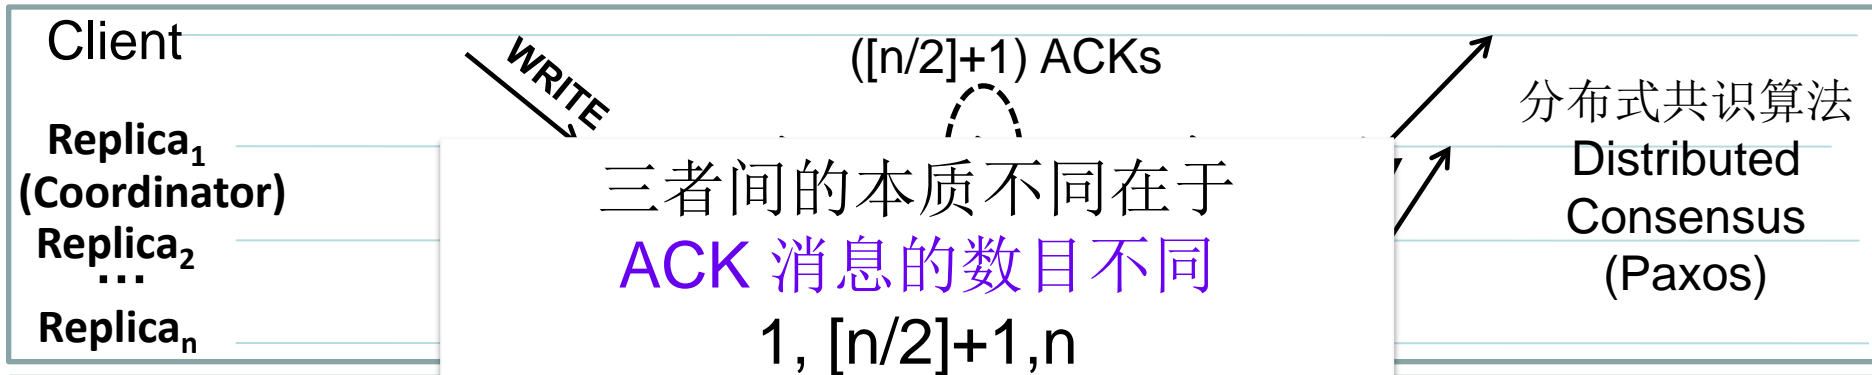 Client
WRITE
([n/2]+1) ACKs
Replica1
(Coordinator)
Replica2
...
Replican
三者间的本质不同在于
ACK 消息的数目不同
1, [n/2]+1,n
分布式共识算法
Distributed
Consensus
(Paxos)